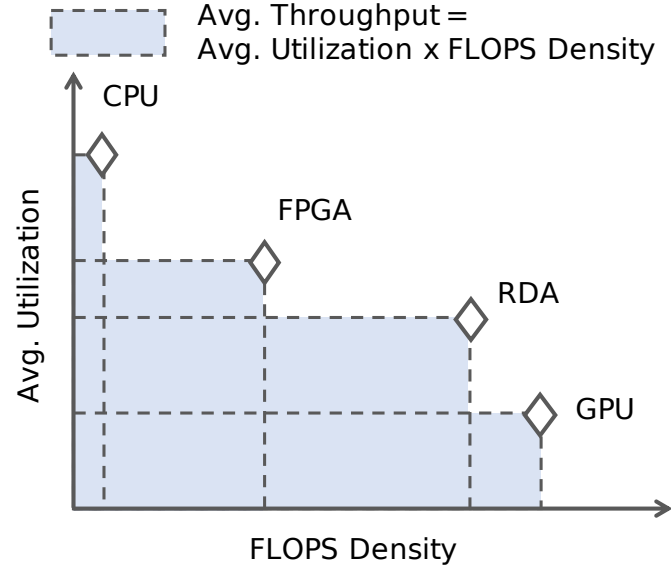 Avg. Throughput =
Avg. Utilization x FLOPS Density
CPU
FPGA
RDA
GPU
Avg. Utilization
FLOPS Density